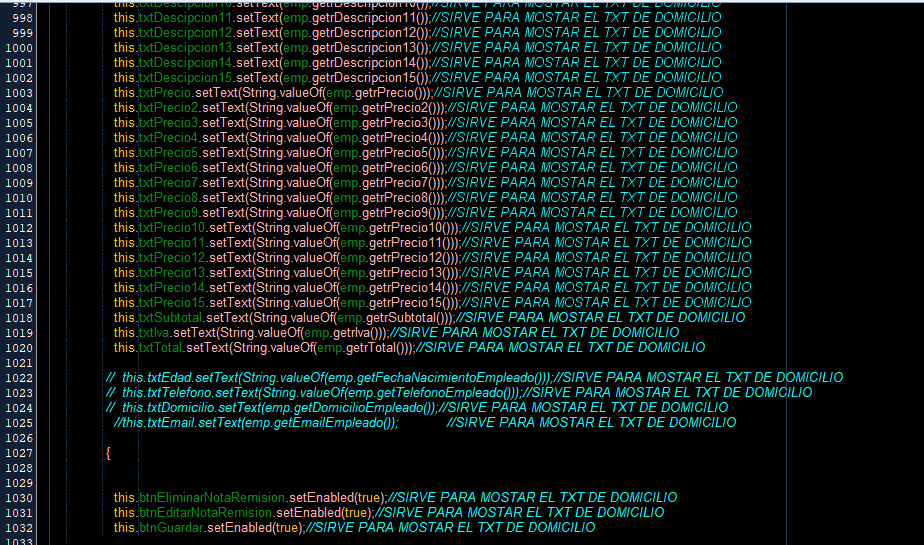 997 this.txtDescipcion10.setText(emp.getrDescripcion10());//SIRVE PARA MOSTAR EL TXT DE DOMICILIO
998 this.txtDescipcion11.setText(emp.getrDescripcion11());//SIRVE PARA MOSTAR EL TXT DE DOMICILIO
999 this.txtDescipcion12.setText(emp.getrDescripcion12());//SIRVE PARA MOSTAR EL TXT DE DOMICILIO
1000 this.txtDescipcion13.setText(emp.getrDescripcion13());//SIRVE PARA MOSTAR EL TXT DE DOMICILIO
1001 this.txtDescipcion14.setText(emp.getrDescripcion14());//SIRVE PARA MOSTAR EL TXT DE DOMICILIO
1002 this.txtDescipcion15.setText(emp.getrDescripcion15());//SIRVE PARA MOSTAR EL TXT DE DOMICILIO
1003 this.txtPrecio.setText(String.valueOf(emp.getrPrecio()));//SIRVE PARA MOSTAR EL TXT DE DOMICILIO
1004 this.txtPrecio2.setText(String.valueOf(emp.getrPrecio2()));//SIRVE PARA MOSTAR EL TXT DE DOMICILIO
1005 this.txtPrecio3.setText(String.valueOf(emp.getrPrecio3()));//SIRVE PARA MOSTAR EL TXT DE DOMICILIO
1006 this.txtPrecio4.setText(String.valueOf(emp.getrPrecio4()));//SIRVE PARA MOSTAR EL TXT DE DOMICILIO
1007 this.txtPrecio5.setText(String.valueOf(emp.getrPrecio5()));//SIRVE PARA MOSTAR EL TXT DE DOMICILIO
1008 this.txtPrecio6.setText(String.valueOf(emp.getrPrecio6()));//SIRVE PARA MOSTAR EL TXT DE DOMICILIO
1009 this.txtPrecio7.setText(String.valueOf(emp.getrPrecio7()));//SIRVE PARA MOSTAR EL TXT DE DOMICILIO
1010 this.txtPrecio8.setText(String.valueOf(emp.getrPrecio8()));//SIRVE PARA MOSTAR EL TXT DE DOMICILIO
1011 this.txtPrecio9.setText(String.valueOf(emp.getrPrecio9()));//SIRVE PARA MOSTAR EL TXT DE DOMICILIO
1012 this.txtPrecio10.setText(String.valueOf(emp.getrPrecio10()));//SIRVE PARA MOSTAR EL TXT DE DOMICILIO
1013 this.txtPrecio11.setText(String.valueOf(emp.getrPrecio11()));//SIRVE PARA MOSTAR EL TXT DE DOMICILIO
1014 this.txtPrecio12.setText(String.valueOf(emp.getrPrecio12()));//SIRVE PARA MOSTAR EL TXT DE DOMICILIO
1015 this.txtPrecio13.setText(String.valueOf(emp.getrPrecio13()));//SIRVE PARA MOSTAR EL TXT DE DOMICILIO
1016 this.txtPrecio14.setText(String.valueOf(emp.getrPrecio14()));//SIRVE PARA MOSTAR EL TXT DE DOMICILIO
1017 this.txtPrecio15.setText(String.valueOf(emp.getrPrecio15()));//SIRVE PARA MOSTAR EL TXT DE DOMICILIO
1018 this.txtSubtotal.setText(String.valueOf(emp.getrSubtotal()));//SIRVE PARA MOSTAR EL TXT DE DOMICILIO
1019 this.txtIva.setText(String.valueOf(emp.getrIva()));//SIRVE PARA MOSTAR EL TXT DE DOMICILIO
1020 this.txtTotal.setText(String.valueOf(emp.getrTotal()));//SIRVE PARA MOSTAR EL TXT DE DOMICILIO
1021
1022 // this.txtEdad.setText(String.valueOf(emp.getFechaNacimientoEmpleado()));//SIRVE PARA MOSTAR EL TXT DE DOMICILIO
1023 // this.txtTelefono.setText(String.valueOf(emp.getTelefonoEmpleado()));//SIRVE PARA MOSTAR EL TXT DE DOMICILIO
1024 // this.txtDomicilio.setText(emp.getDomicilioEmpleado());//SIRVE PARA MOSTAR EL TXT DE DOMICILIO
1025 //this.txtEmail.setText(emp.getEmailEmpleado()); //SIRVE PARA MOSTAR EL TXT DE DOMICILIO
1026
1027 {
1028
1029
1030 this.btnEliminarNotaRemision.setEnabled(true);//SIRVE PARA MOSTAR EL TXT DE DOMICILIO
1031 this.btnEditarNotaRemision.setEnabled(true);//SIRVE PARA MOSTAR EL TXT DE DOMICILIO
1032 this.btnGuardar.setEnabled(true);//SIRVE PARA MOSTAR EL TXT DE DOMICILIO
1033